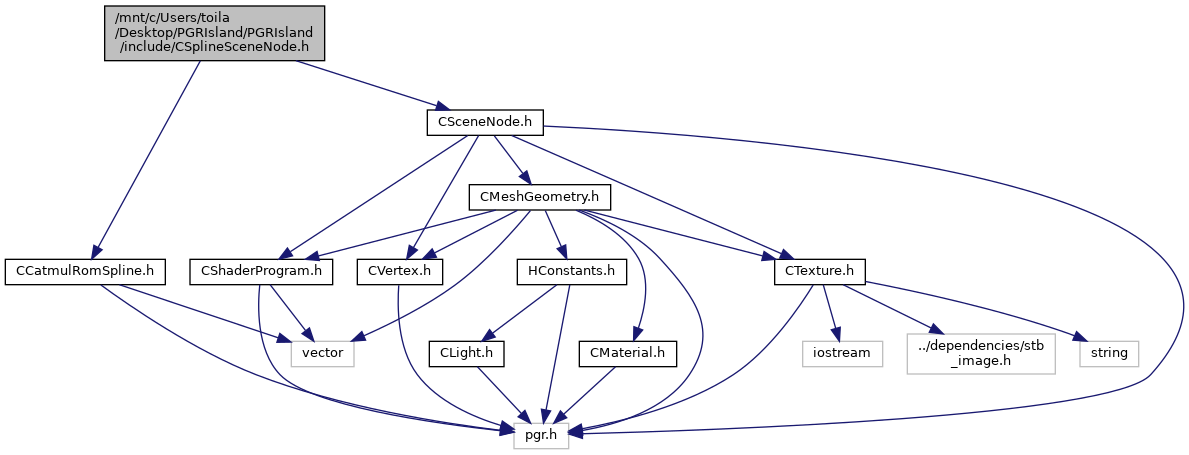 /mnt/c/Users/toila
/Desktop/PGRIsland/PGRIsland
/include/CSplineSceneNode.h
CSceneNode.h
CMeshGeometry.h
CCatmulRomSpline.h
CShaderProgram.h
CVertex.h
HConstants.h
CTexture.h
vector
CLight.h
CMaterial.h
iostream
../dependencies/stb
_image.h
string
pgr.h